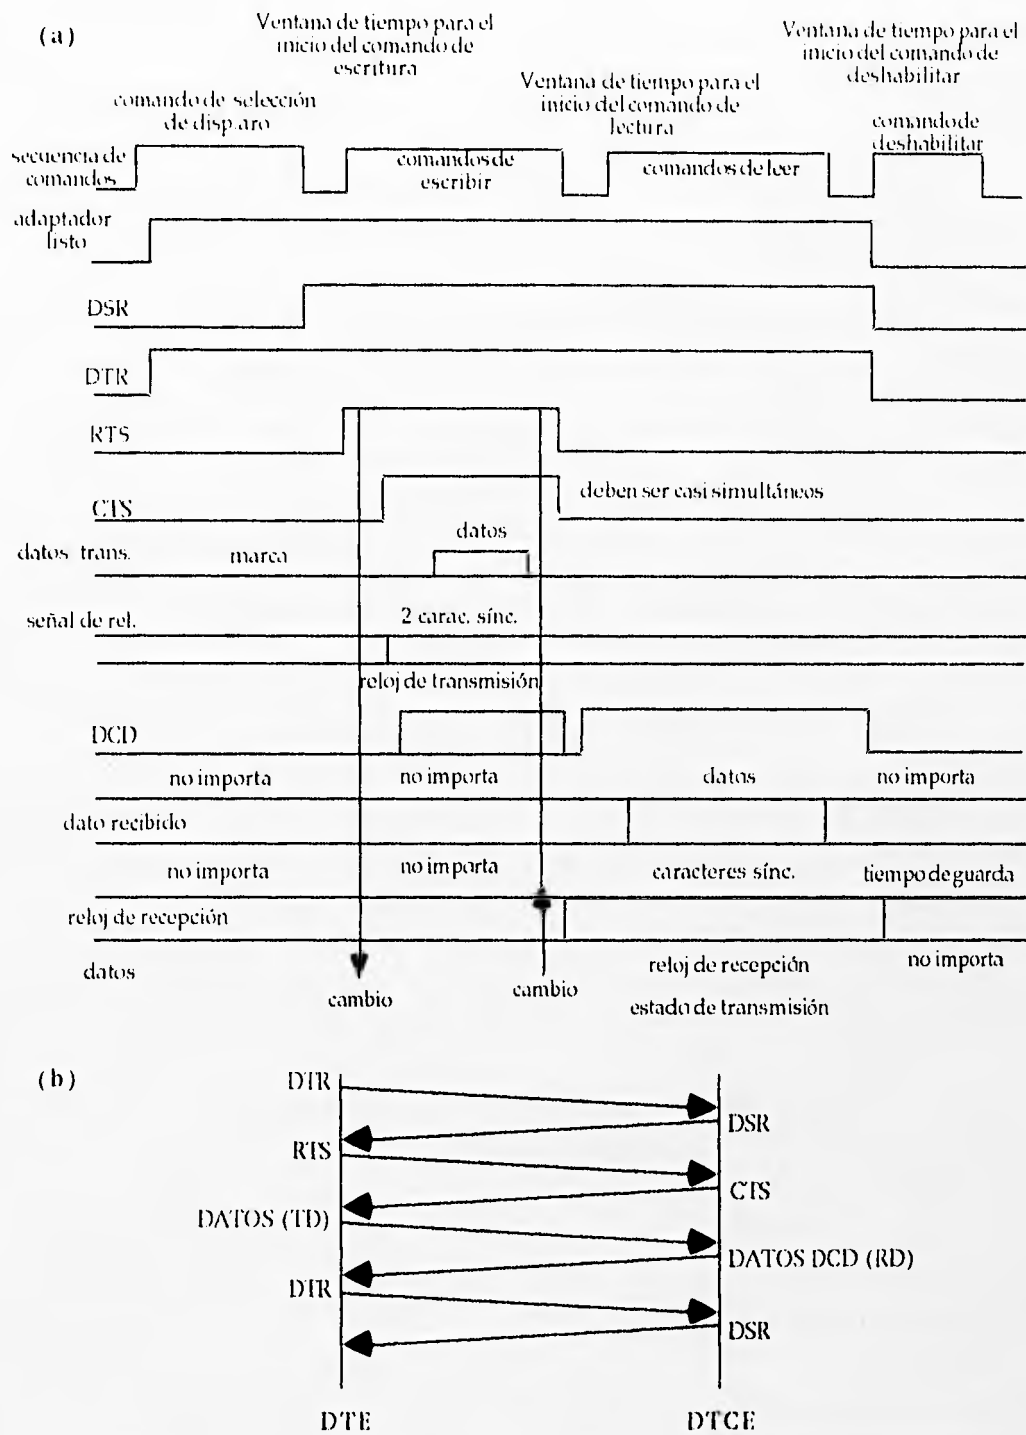 (a)
Ventana de tiempo para el
inicio del comando de
escritura
Ventana de tiempo para el
inicio del comando de
deshabilitar
Ventana de tiempo para el
inicio del comando de
lectura
comando de selección
de disparo
comando de
deshabilitar
secuencia de
comandos
comandos de
escribir
comandos de leer
adaptador
listo
DSR
DTR
RTS
CTS
deben ser casi simultáneos
datos
datos trans.
marca
señal de rel.
2 carac. sínc.
reloj de transmisión
DCD
no importa
no importa
datos
no importa
dato recibido
no importa
no importa
caracteres sínc.
tiempo de guarda
reloj de recepción
datos
reloj de recepción
no importa
cambio
cambio
estado de transmisión
(b)
DTR
DSR
RTS
CTS
DATOS (TD)
DATOS DCD (RD)
DTR
DSR
DTE
DTCE